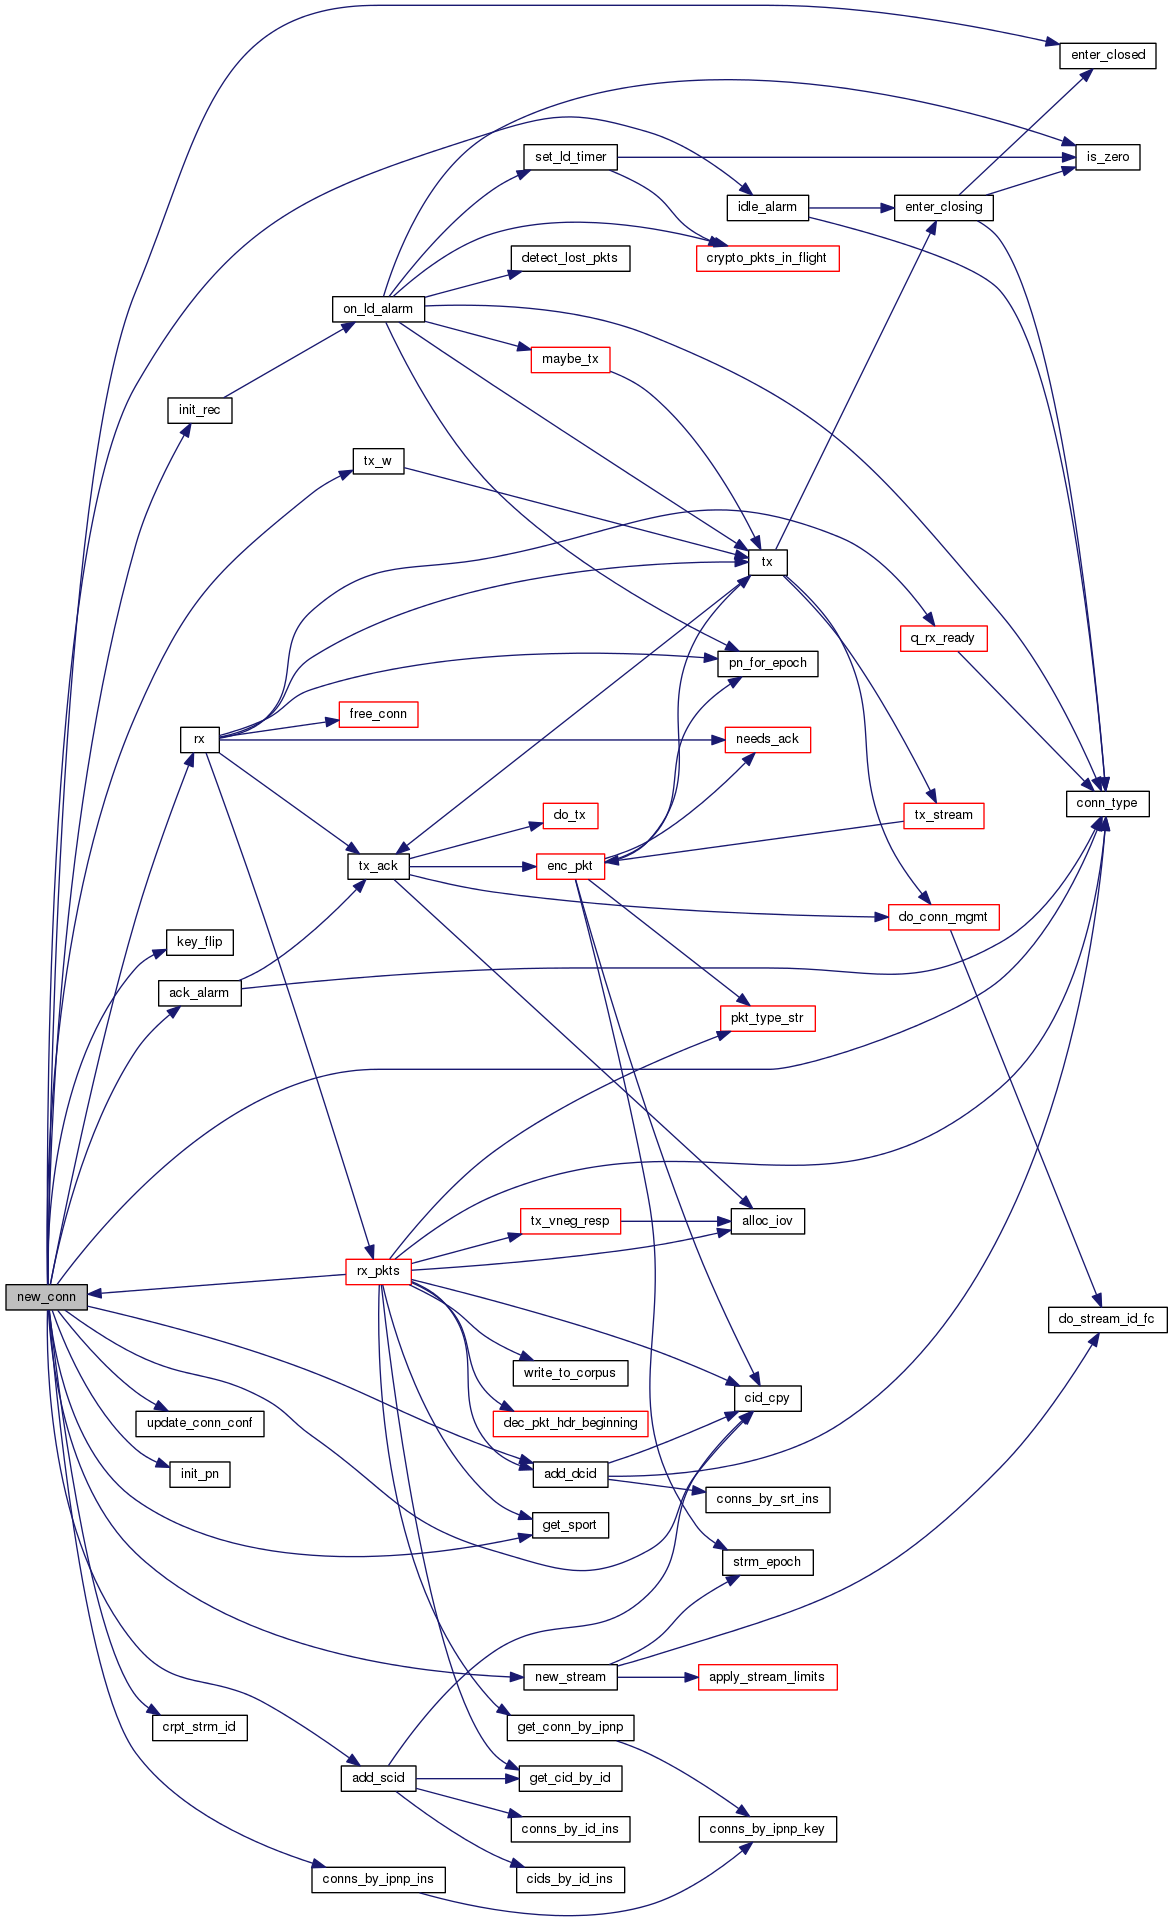 enter_closed
set_ld_timer
is_zero
idle_alarm
enter_closing
detect_lost_pkts
crypto_pkts_in_flight
on_ld_alarm
maybe_tx
init_rec
tx_w
tx
q_rx_ready
pn_for_epoch
free_conn
rx
needs_ack
conn_type
do_tx
tx_stream
tx_ack
enc_pkt
do_conn_mgmt
key_flip
ack_alarm
pkt_type_str
tx_vneg_resp
alloc_iov
rx_pkts
new_conn
do_stream_id_fc
write_to_corpus
cid_cpy
update_conn_conf
dec_pkt_hdr_beginning
init_pn
add_dcid
conns_by_srt_ins
get_sport
strm_epoch
new_stream
apply_stream_limits
crpt_strm_id
get_conn_by_ipnp
add_scid
get_cid_by_id
conns_by_id_ins
conns_by_ipnp_key
conns_by_ipnp_ins
cids_by_id_ins